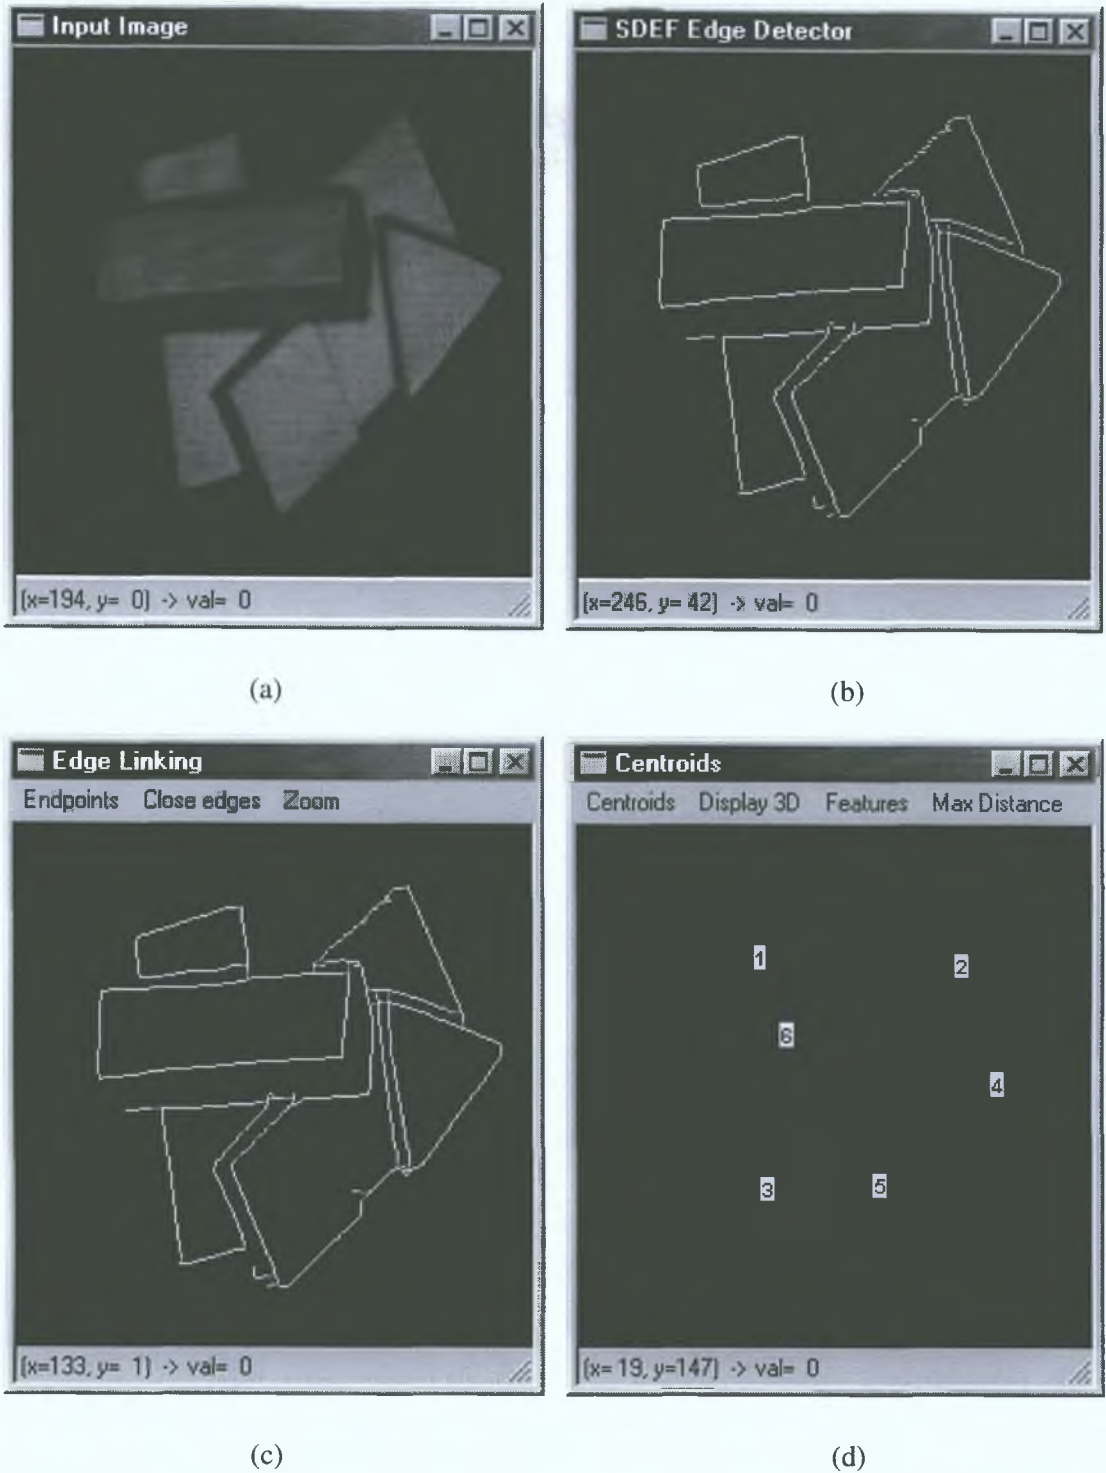 Input Image
(x=194, y= 0) -> val= 0
(a)
SDEF Edge Detector
(x=246, y= 42) -> val= 0
(b)
Edge Linking
Endpoints Close edges Zoom
(x=133, y= 1) -> val= 0
(c)
Centroids
Centroids Display 3D Features Max Distance
1
2
6
4
3
5
(x= 19, y=147) -> val= 0
(d)